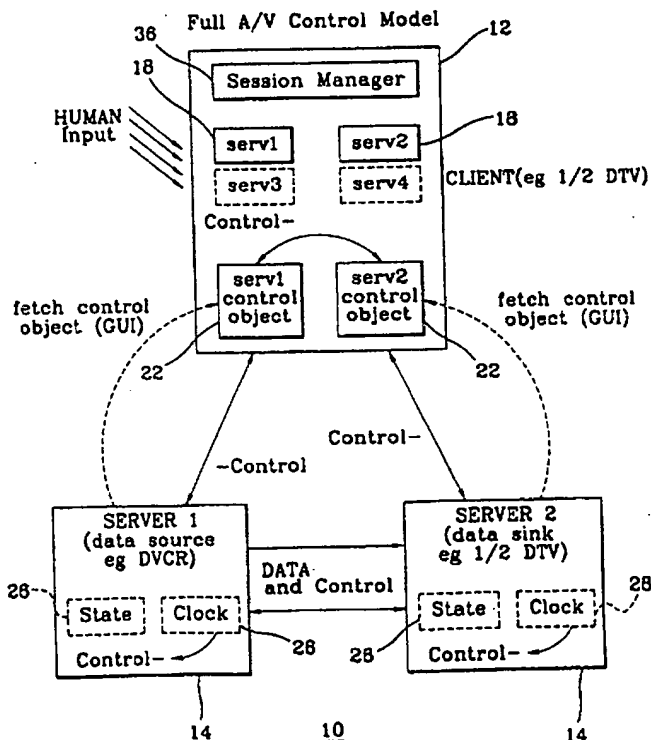 Full A/V Control Model
36
12
Session Manager
18
18
HUMAN
Input
serv1
serv2
serv3
serv4
CLIENT(eg 1/2 DTV)
Control-
serv1
control
object
serv2
control
object
fetch control
object (GUI)
fetch control
object (GUI)
22
22
-Control
Control-
SERVER 1
(data source
eg DVCR)
SERVER 2
(data sink
eg 1/2 DTV)
DATA
and Control
26
State
Clock
28
Control-
28
State
Clock
28
Control-
14
10
14